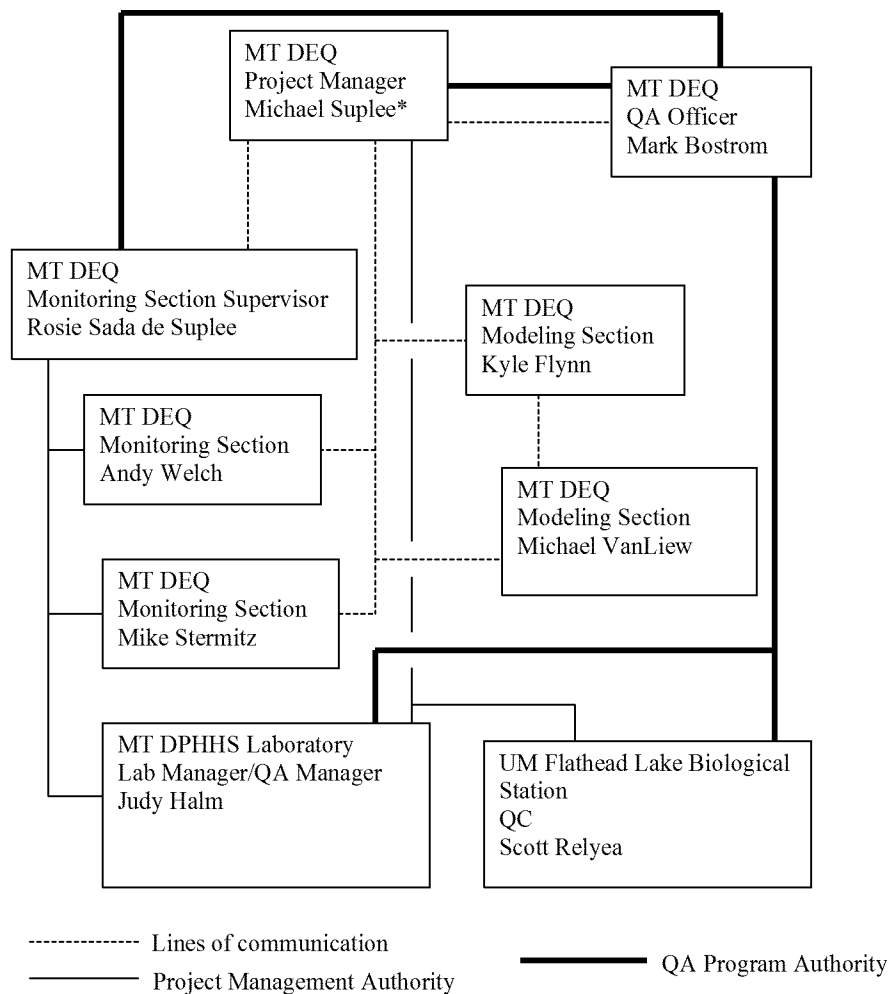 MT DEQ
Project Manager
Michael Suplee*
MT DEQ
QA Officer
Mark Bostrom
MT DEQ
Monitoring Section Supervisor
Rosie Sada de Suplee
MT DEQ
Modeling Section
Kyle Flynn
MT DEQ
Monitoring Section
Andy Welch
MT DEQ
Modeling Section
Michael VanLiew
MT DEQ
Monitoring Section
Mike Stermitz
MT DPHHS Laboratory
Lab Manager/QA Manager
Judy Halm
UM Flathead Lake Biological
Station
QC
Scott Relyea
Lines of communication
Project Management Authority
QA Program Authority